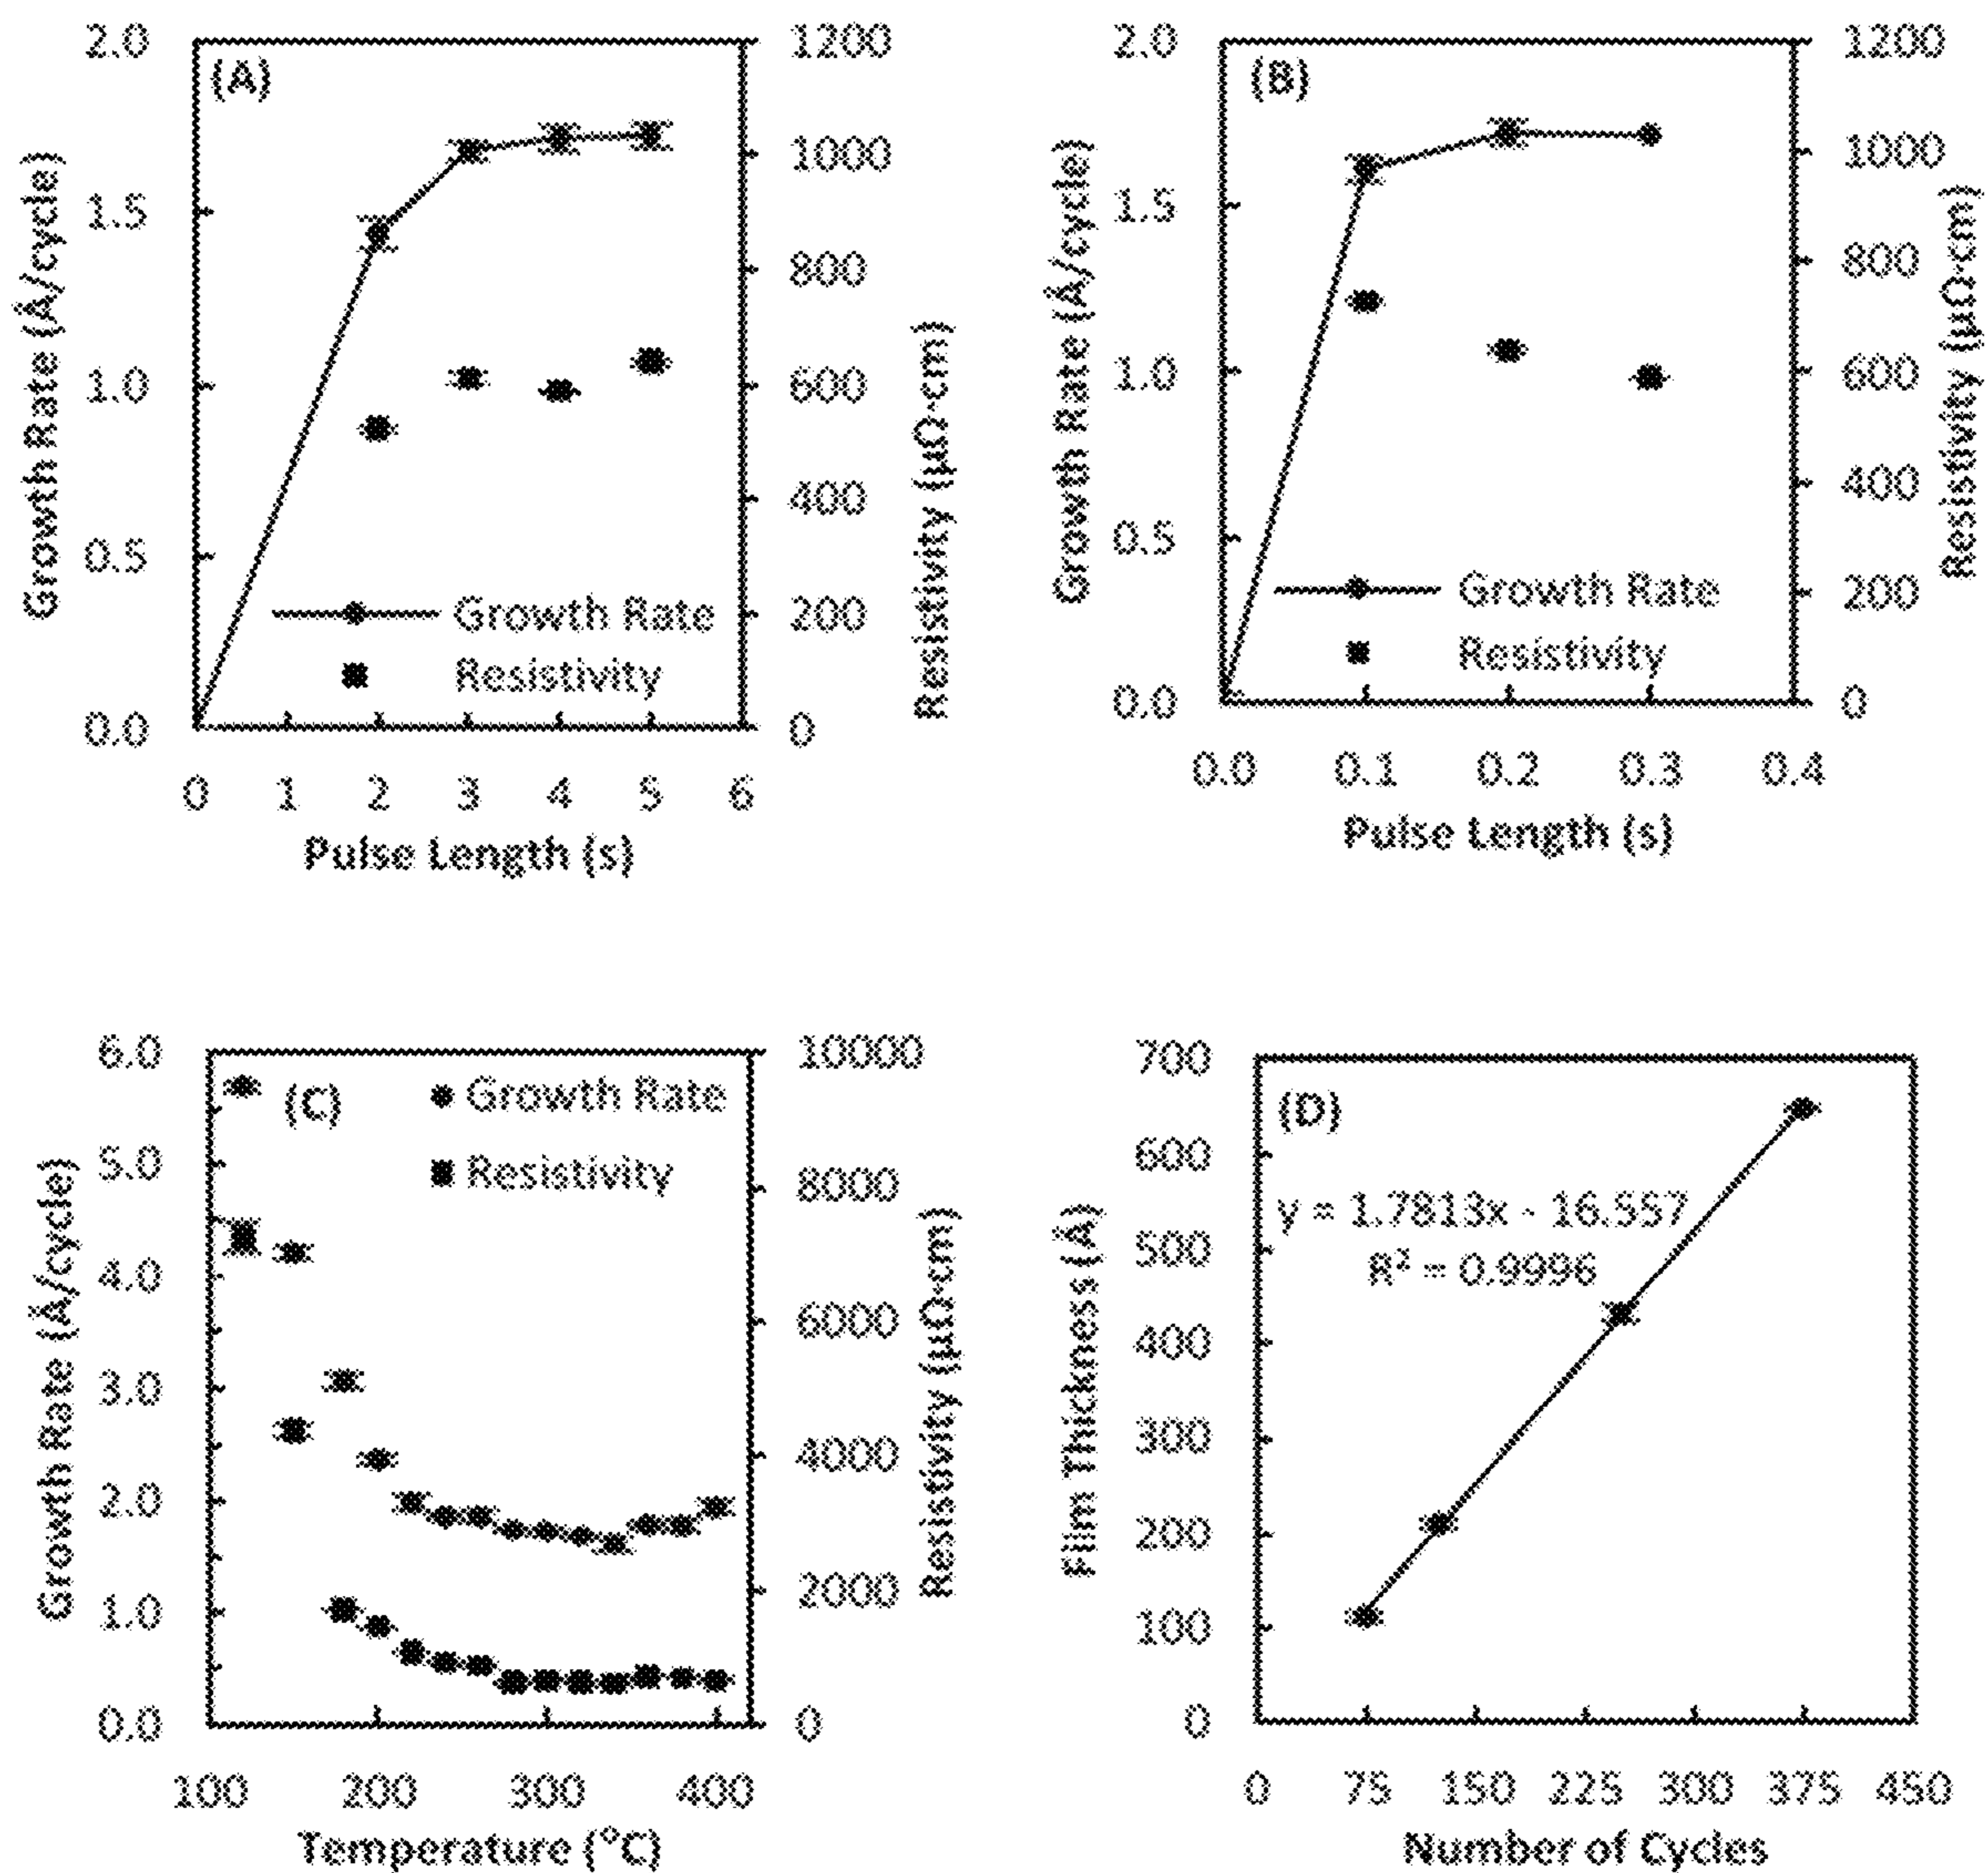 (A)
Growth Rate (Å/cycle)
2.0
1.5
1.0
0.5
0.0
1200
1000
800
600
400
200
0
Resistivity (μΩ·cm)
Growth Rate
Resistivity
0 1 2 3 4 5 6
Pulse Length (s)
(B)
Growth Rate (Å/cycle)
2.0
1.5
1.0
0.5
0.0
1200
1000
800
600
400
200
0
Resistivity (μΩ·cm)
Growth Rate
Resistivity
0.0 0.1 0.2 0.3 0.4
Pulse Length (s)
(C)
Growth Rate (Å/cycle)
6.0
5.0
4.0
3.0
2.0
1.0
0.0
Growth Rate
Resistivity
10000
8000
6000
4000
2000
0
Resistivity (μΩ·cm)
100 200 300 400
Temperature (°C)
(D)
Film Thickness (Å)
700
600
500
400
300
200
100
0
y = 1.7813x - 16.557
R² = 0.9996
0 75 150 225 300 375 450
Number of Cycles